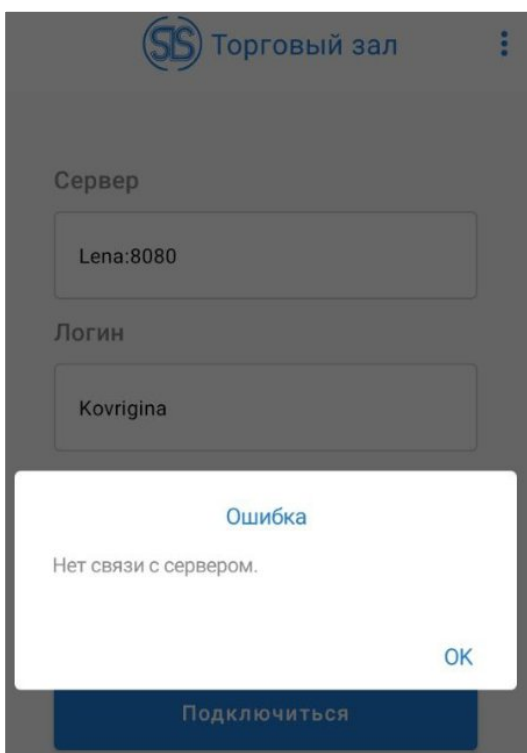 SIS Торговый зал
Сервер
Lena:8080
Логин
Kovrigina
Ошибка
Нет связи с сервером.
OK
Подключиться